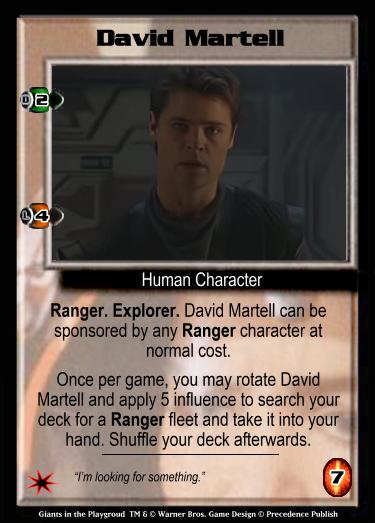 David Martell
D 2
L 4
Human Character
Ranger. Explorer. David Martell can be
sponsored by any Ranger character at
normal cost.
Once per game, you may rotate David
Martell and apply 5 influence to search your
deck for a Ranger fleet and take it into your
hand. Shuffle your deck afterwards.
"I'm looking for something."
7
Giants in the Playgroud TM & © Warner Bros. Game Design © Precedence Publish